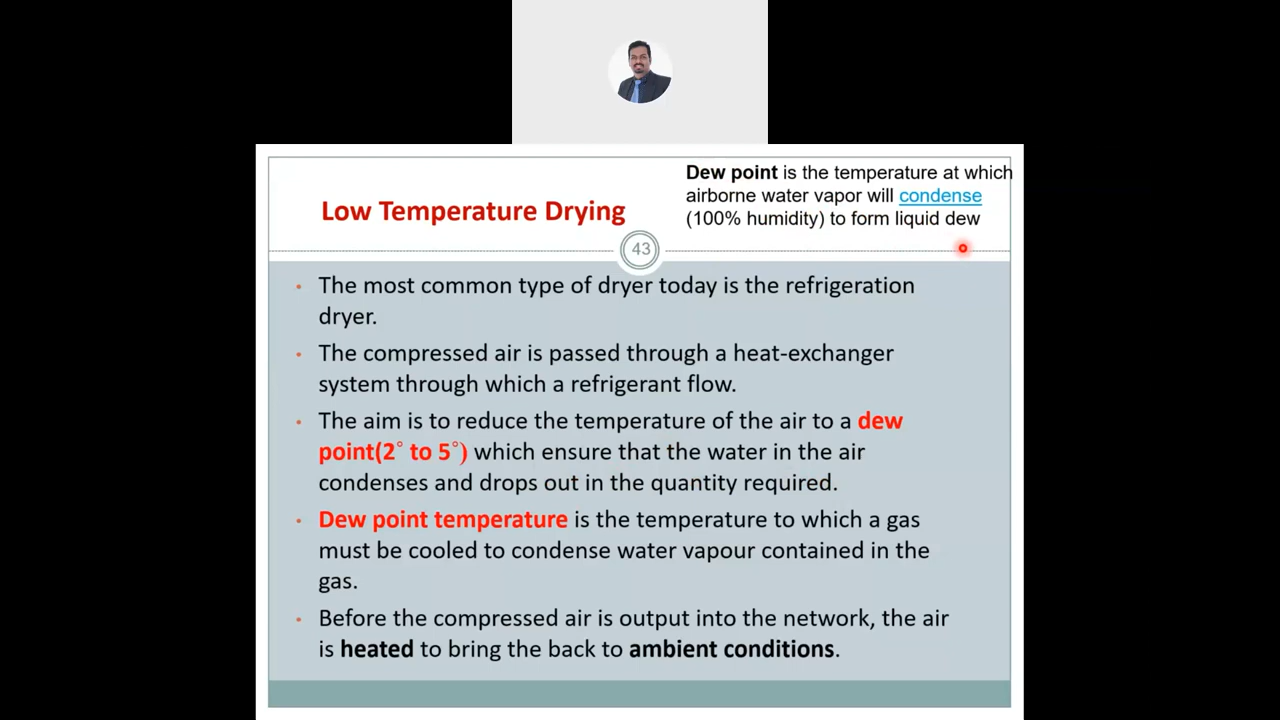 Dew point is the temperature at which
airborne water vapor will condense
(100% humidity) to form liquid dew
Low Temperature Drying
43
• The most common type of dryer today is the refrigeration
dryer.
• The compressed air is passed through a heat-exchanger
system through which a refrigerant flow.
• The aim is to reduce the temperature of the air to a dew
point(2° to 5°) which ensure that the water in the air
condenses and drops out in the quantity required.
• Dew point temperature is the temperature to which a gas
must be cooled to condense water vapour contained in the
gas.
• Before the compressed air is output into the network, the air
is heated to bring the back to ambient conditions.